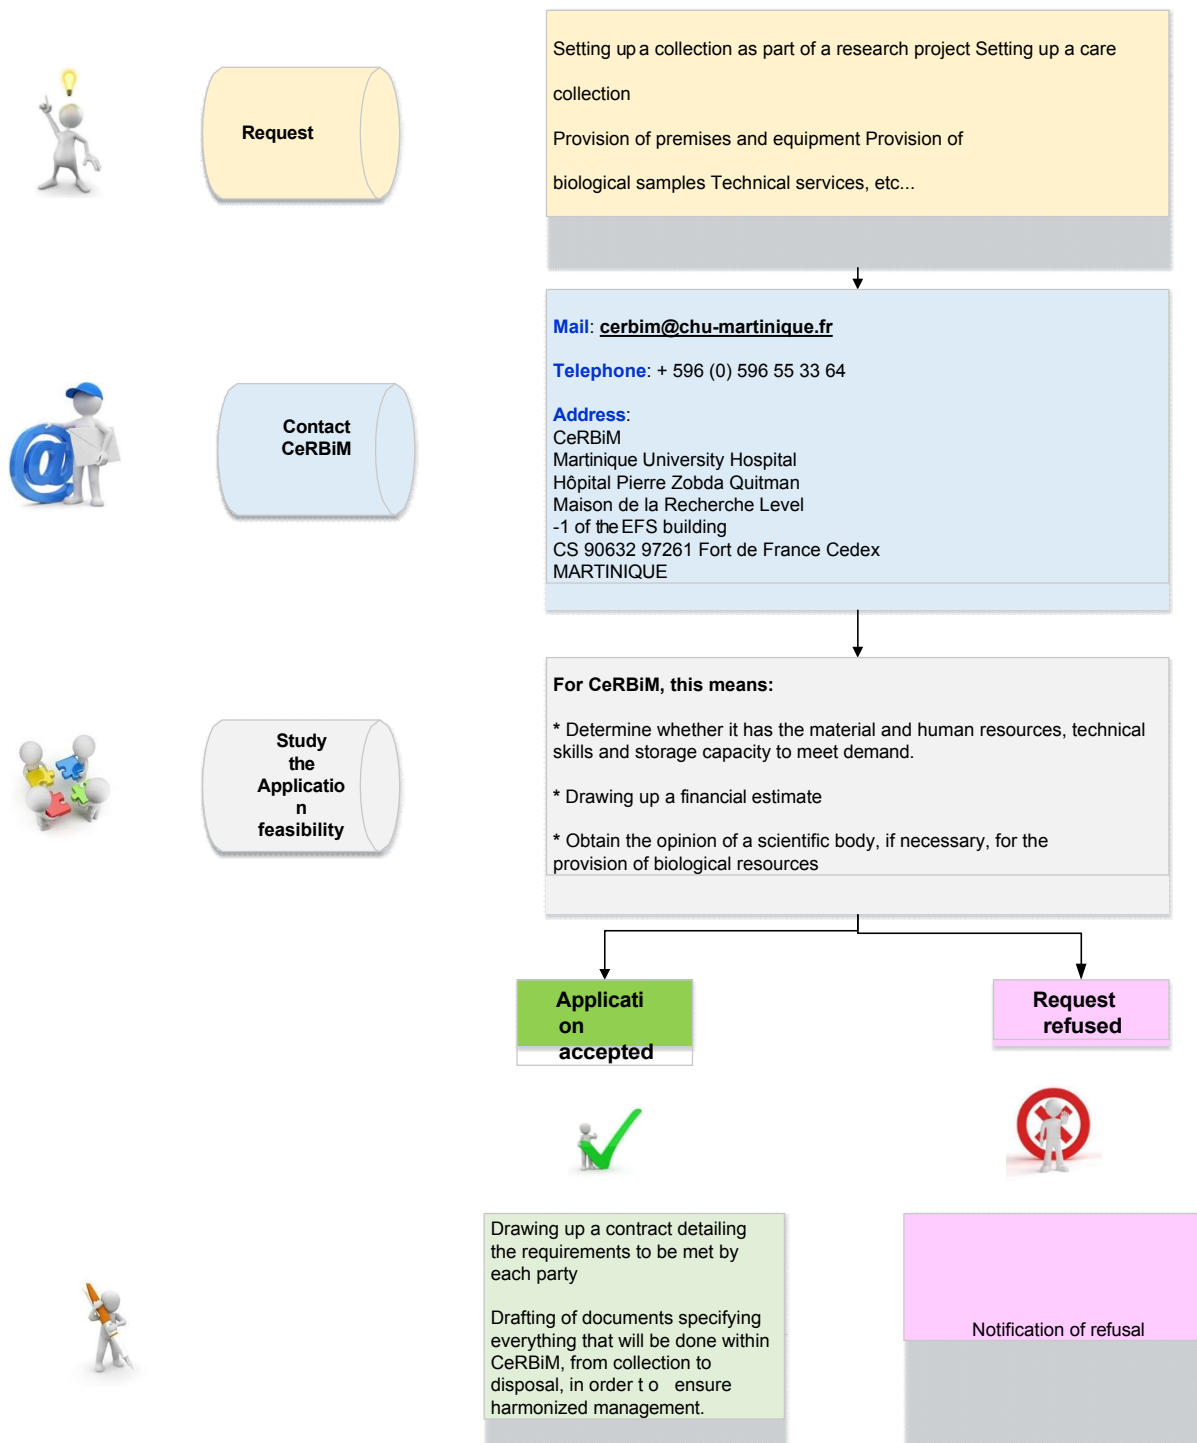 Request
Setting up a collection as part of a research project Setting up a care
collection
Provision of premises and equipment Provision of
biological samples Technical services, etc...
Contact
CeRBiM
Mail: cerbim@chu-martinique.fr
Telephone: + 596 (0) 596 55 33 64
Address:
CeRBiM
Martinique University Hospital
Hôpital Pierre Zobda Quitman
Maison de la Recherche Level
-1 of the EFS building
CS 90632 97261 Fort de France Cedex
MARTINIQUE
Study
the
Applicatio
n
feasibility
For CeRBiM, this means:
* Determine whether it has the material and human resources, technical
skills and storage capacity to meet demand.
* Drawing up a financial estimate
* Obtain the opinion of a scientific body, if necessary, for the
provision of biological resources
Applicati
on
accepted
Request
refused
Drawing up a contract detailing
the requirements to be met by
each party
Drafting of documents specifying
everything that will be done within
CeRBiM, from collection to
disposal, in order t o ensure
harmonized management.
Notification of refusal